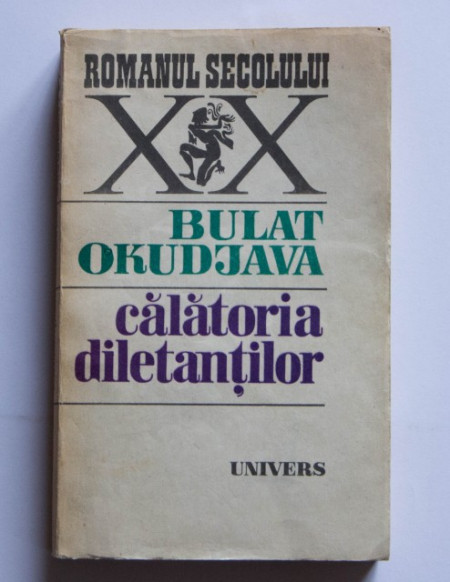 ROMANUL SECOLULUI
XX
BULAT
OKUDJAVA
călătoria
diletanților
UNIVERS